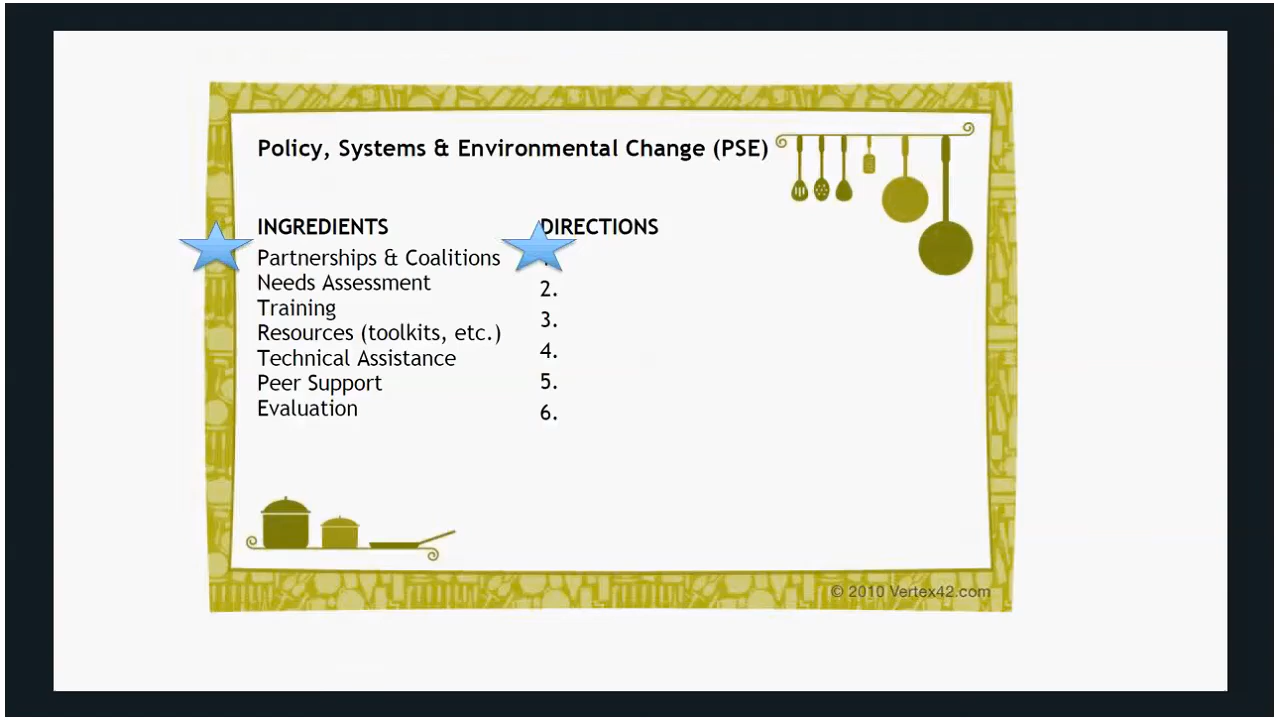 Policy, Systems & Environmental Change (PSE)
INGREDIENTS
Partnerships & Coalitions
Needs Assessment
Training
Resources (toolkits, etc.)
Technical Assistance
Peer Support
Evaluation
DIRECTIONS
2.
3.
4.
5.
6.
© 2010 Vertex42.com